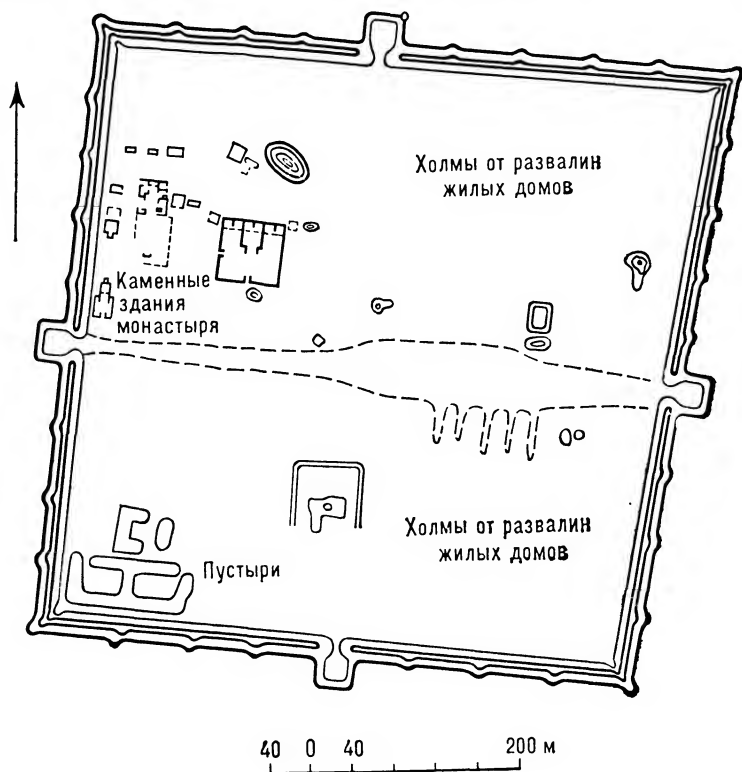 Холмы от развалин
жилых домов
Каменные
здания
монастыря
Холмы от развалин
жилых домов
Пустыри
40 0 40 200 м